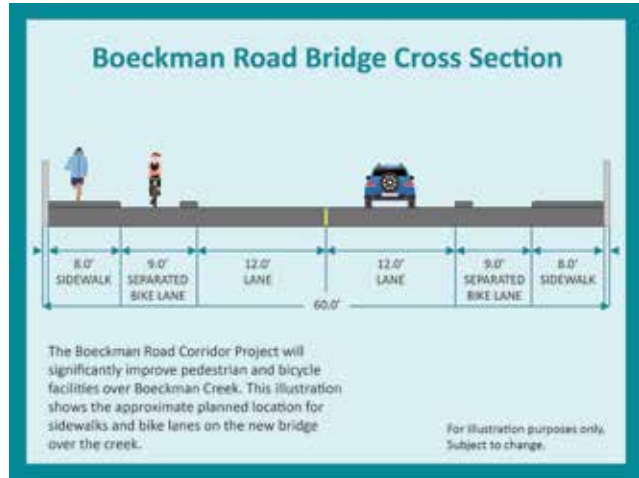 Boeckman Road Bridge Cross Section
8.0' 9.0' 12.0' 12.0' 9.0' 8.0'
SIDEWALK SEPARATED LANE LANE SEPARATED SIDEWALK
BIKE LANE BIKE LANE
60.0'
The Boeckman Road Corridor Project will
significantly improve pedestrian and bicycle
facilities over Boeckman Creek. This illustration
shows the approximate planned location for
sidewalks and bike lanes on the new bridge
over the creek.
For illustration purposes only.
Subject to change.